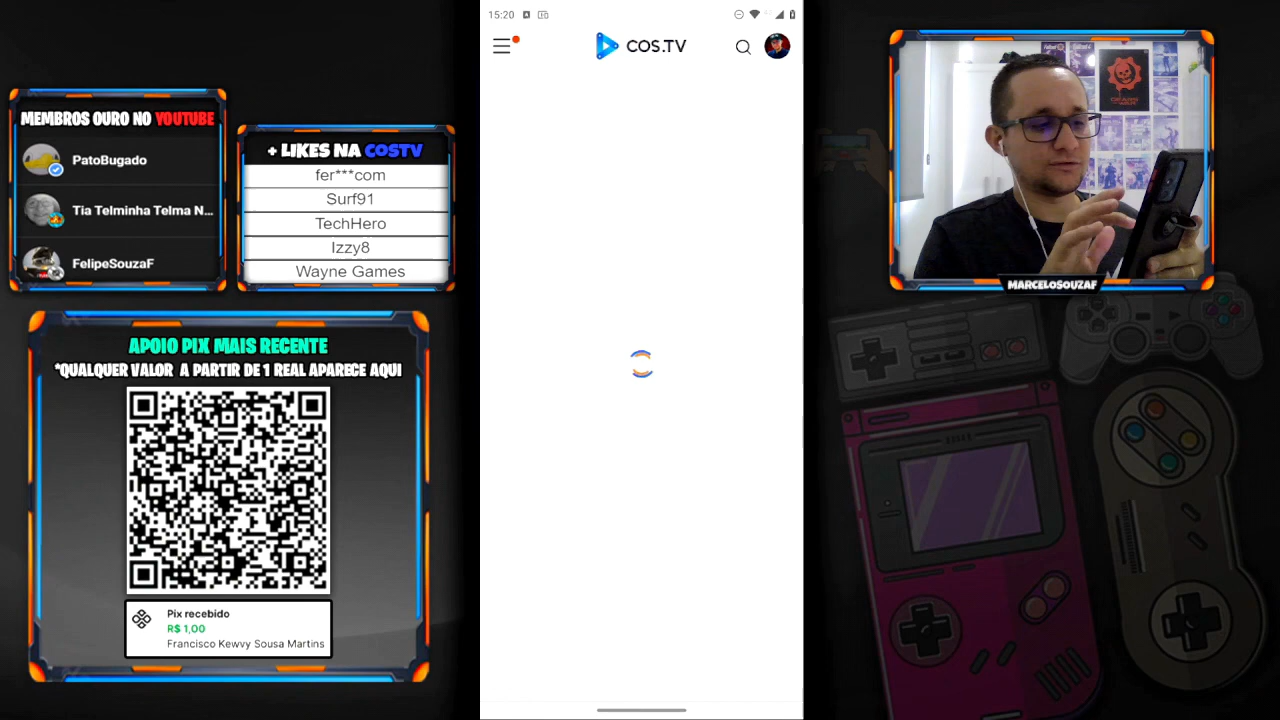 MEMBROS OURO NO YOUTUBE
PatoBugado
Tia Telminha Telma N...
FelipeSouzaF
+ LIKES NA COSTV
fer***com
Surf91
TechHero
Izzy8
Wayne Games
APOIO PIX MAIS RECENTE
*QUALQUER VALOR A PARTIR DE 1 REAL APARECE AQUI
Pix recebido
R$ 1,00
Francisco Kewvy Sousa Martins
15:20
COS.TV
MARCELOSOUZAF